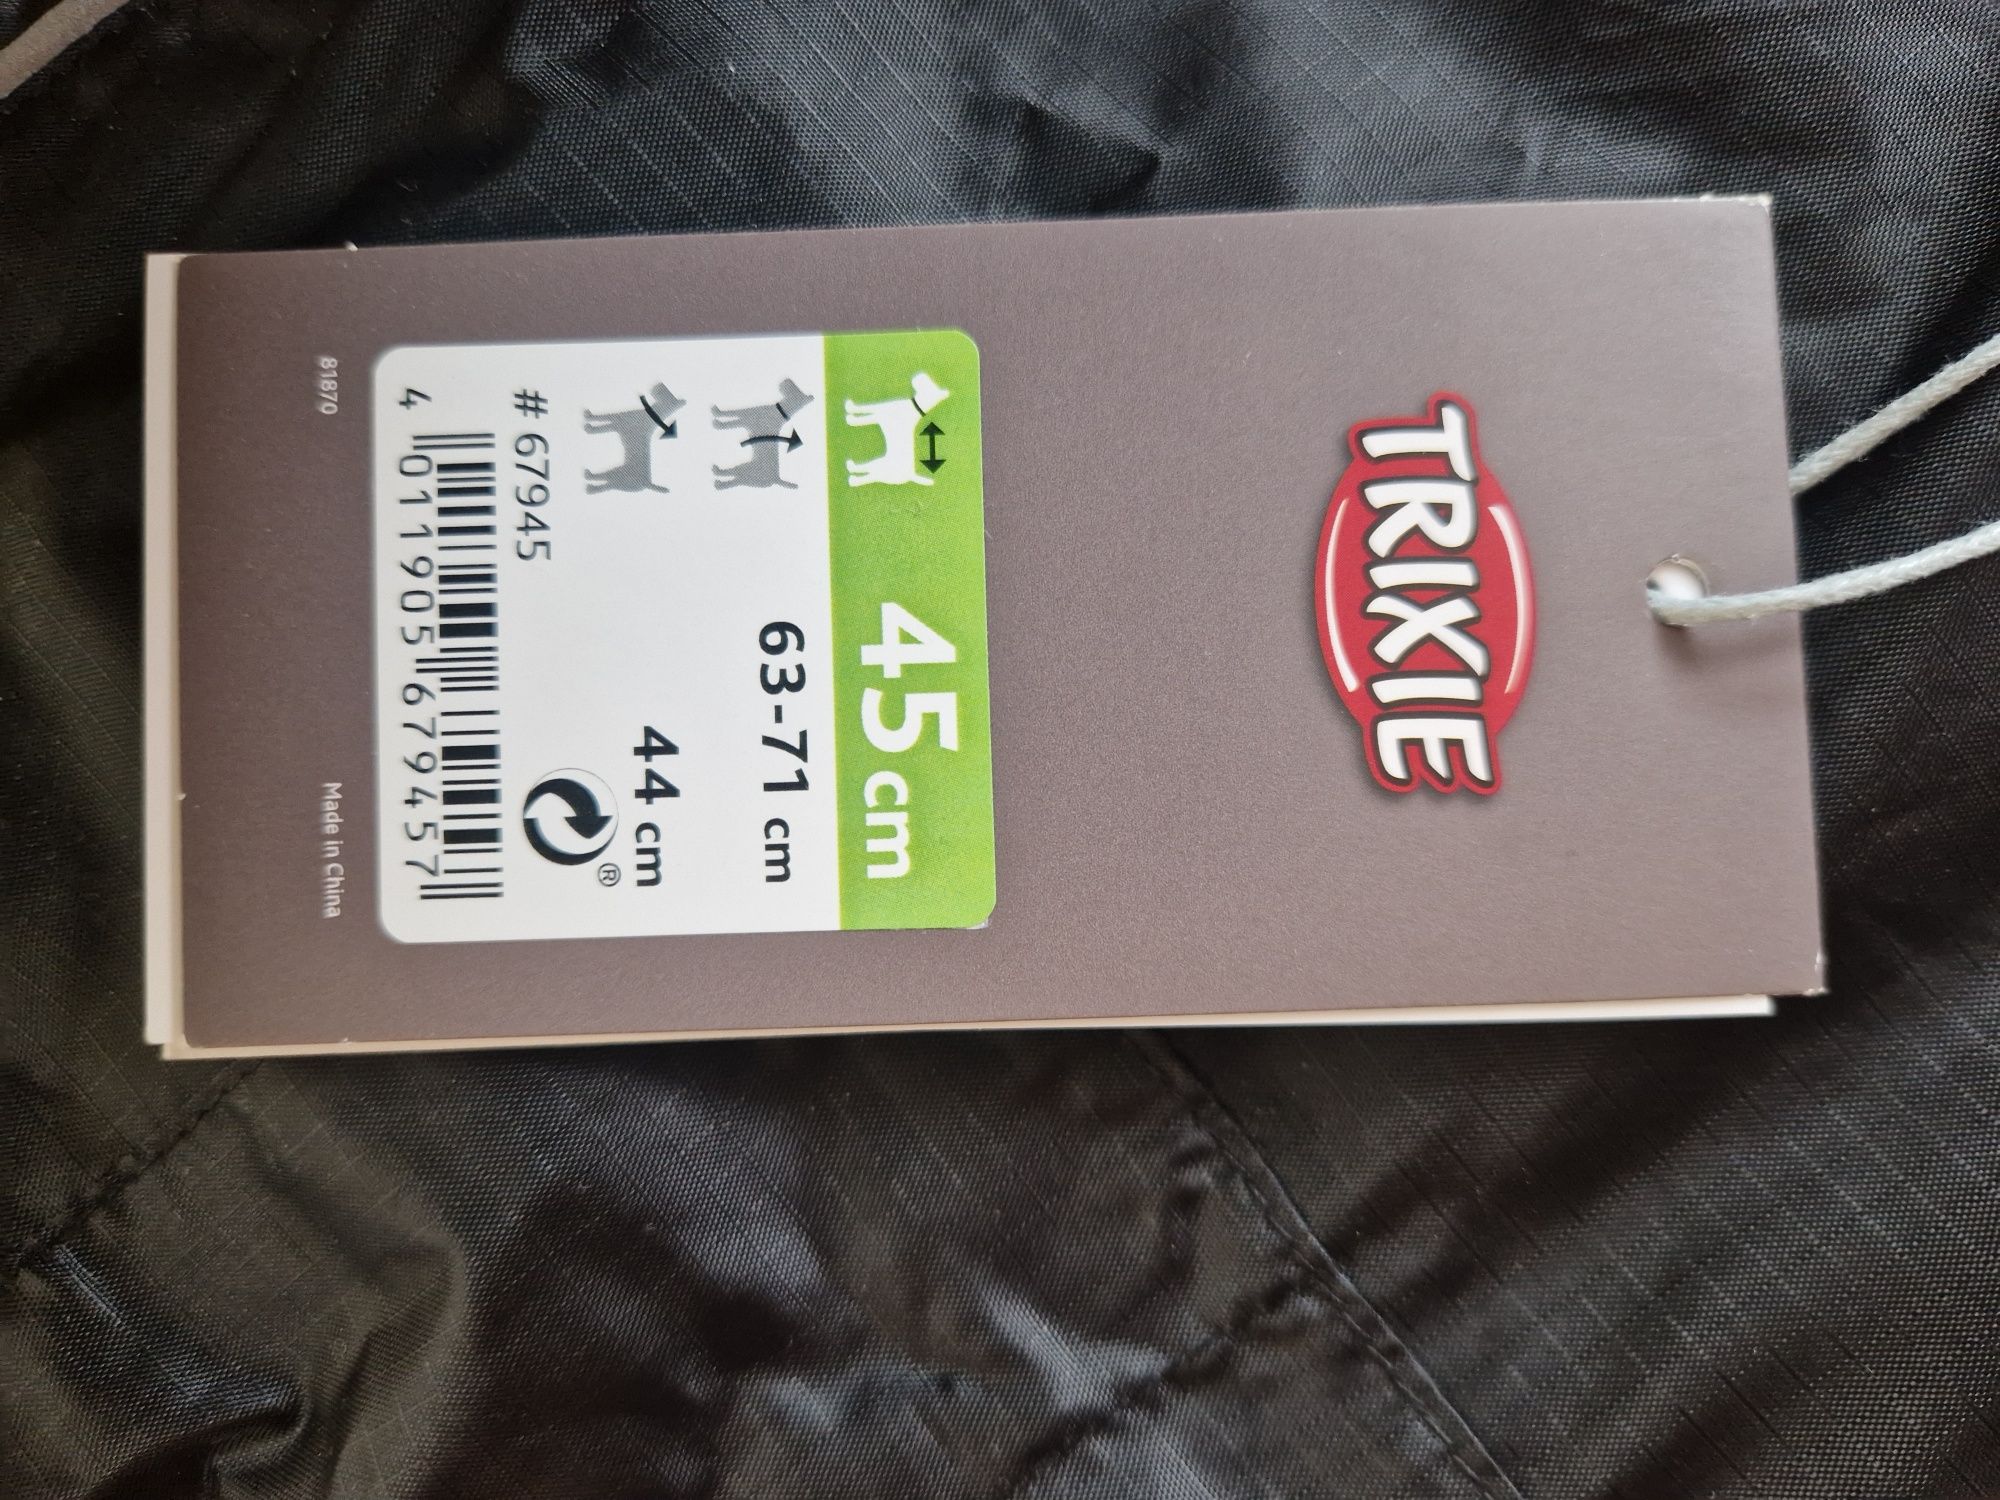 TRIXIE
45 cm
63-71 cm
44 cm
# 67945
®
4 011905 679457
81870
Made in China